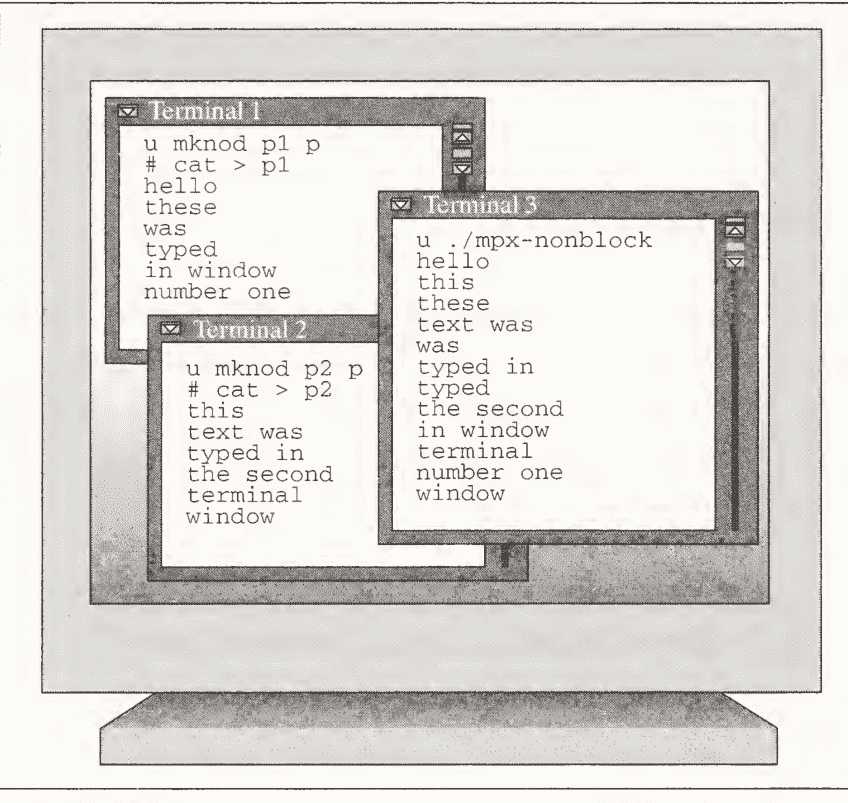 Terminal 1
u mknod p1 p
# cat > p1
hello
these
was
typed
in window
number one
Terminal 2
u mknod p2 p
# cat > p2
this
text was
typed in
the second
terminal
window
Terminal 3
u ./mpx-nonblock
hello
this
these
text was
was
typed in
typed
the second
in window
terminal
number one
window